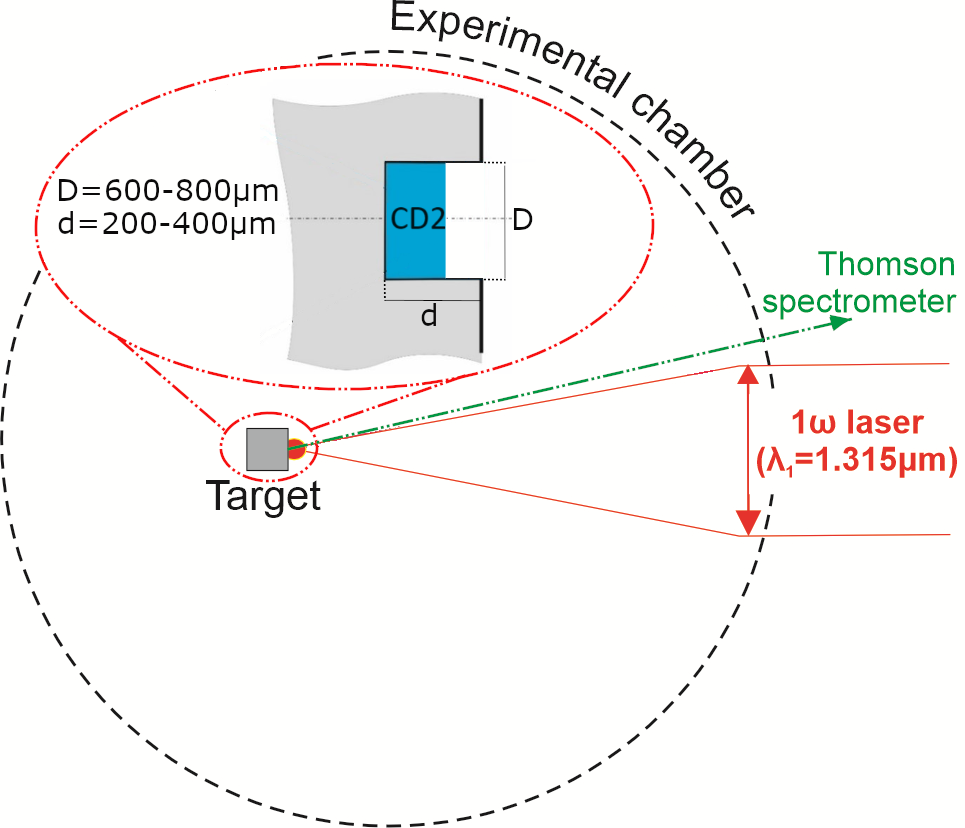 Experimental chamber
D=600-800μm
d=200-400μm
CD2
D
d
Thomson
spectrometer
1ω laser
(λ₁=1.315μm)
Target